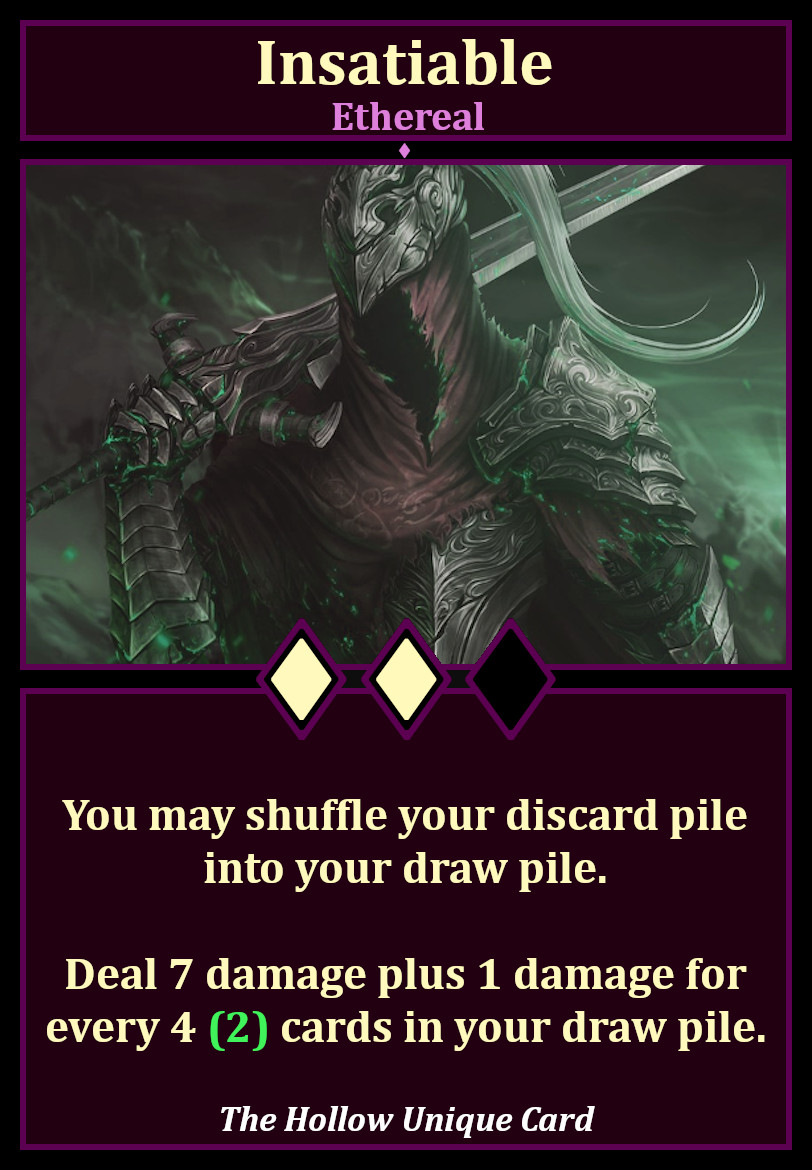 Insatiable
Ethereal
You may shuffle your discard pile
into your draw pile.
Deal 7 damage plus 1 damage for
every 4 (2) cards in your draw pile.
The Hollow Unique Card